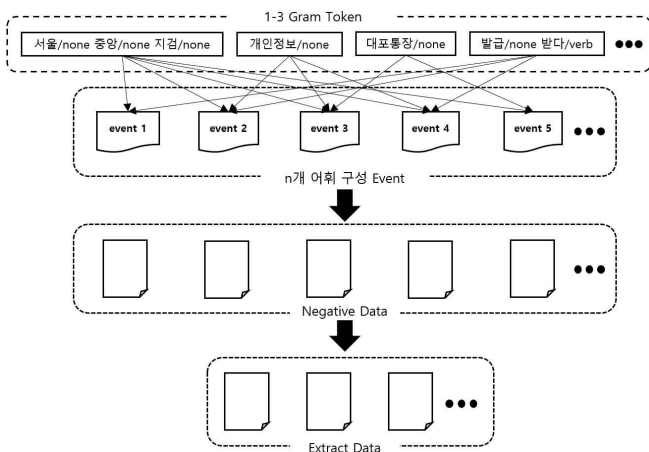 1-3 Gram Token
서울/none 중앙/none 지검/none 개인정보/none 대포통장/none 발급/none 받다/verb
event 1 event 2 event 3 event 4 event 5
n개 어휘 구성 Event
Negative Data
Extract Data